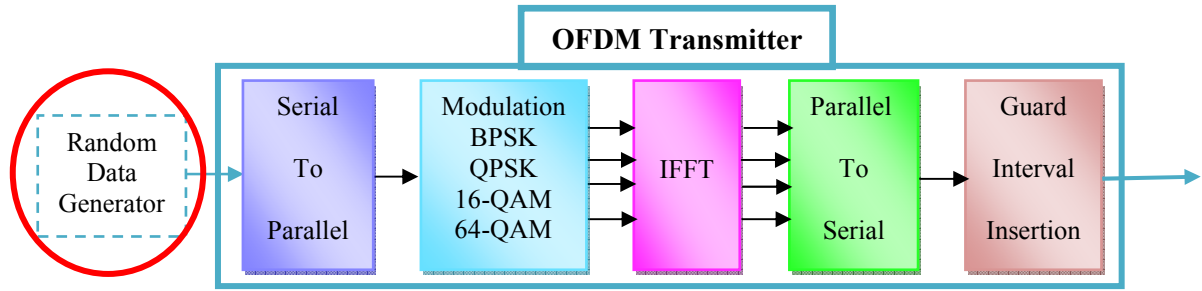 OFDM Transmitter
Random
Data
Generator
Serial
To
Parallel
Modulation
BPSK
QPSK
16-QAM
64-QAM
IFFT
Parallel
To
Serial
Guard
Interval
Insertion